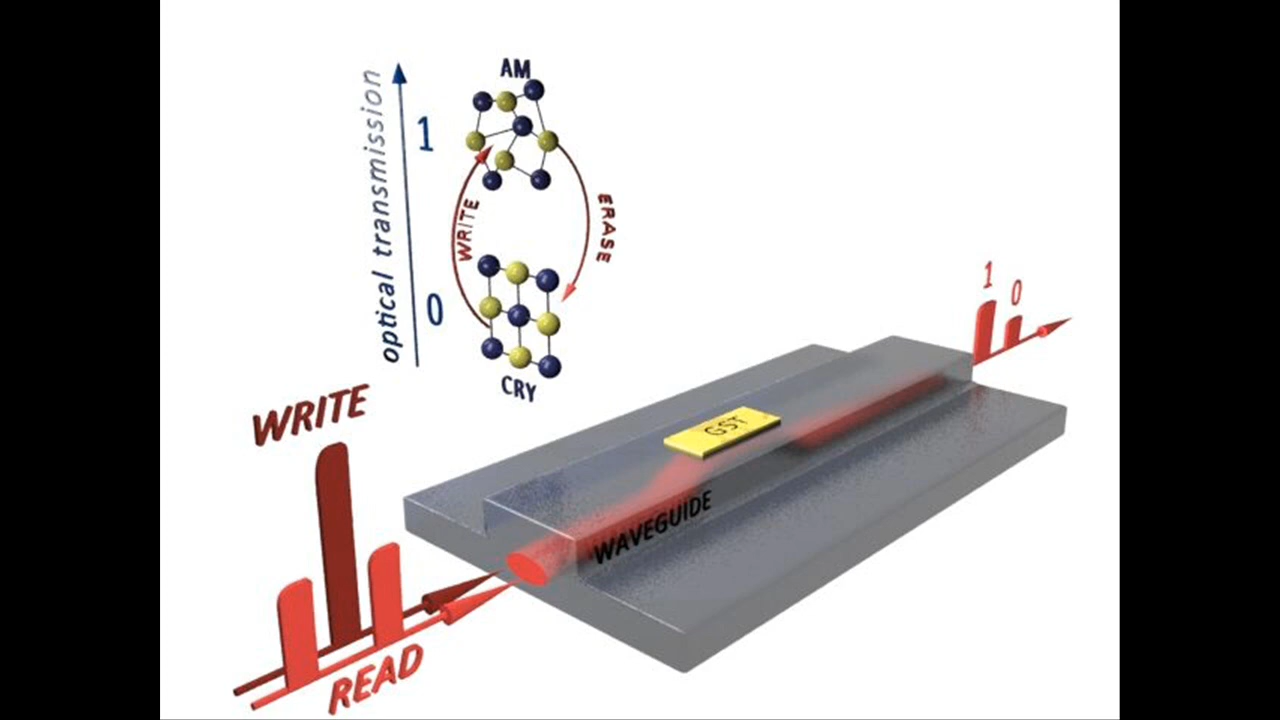 AM
optical transmission
1
WRITE
ERASE
0
CRY
1
0
WRITE
GST
WAVEGUIDE
READ